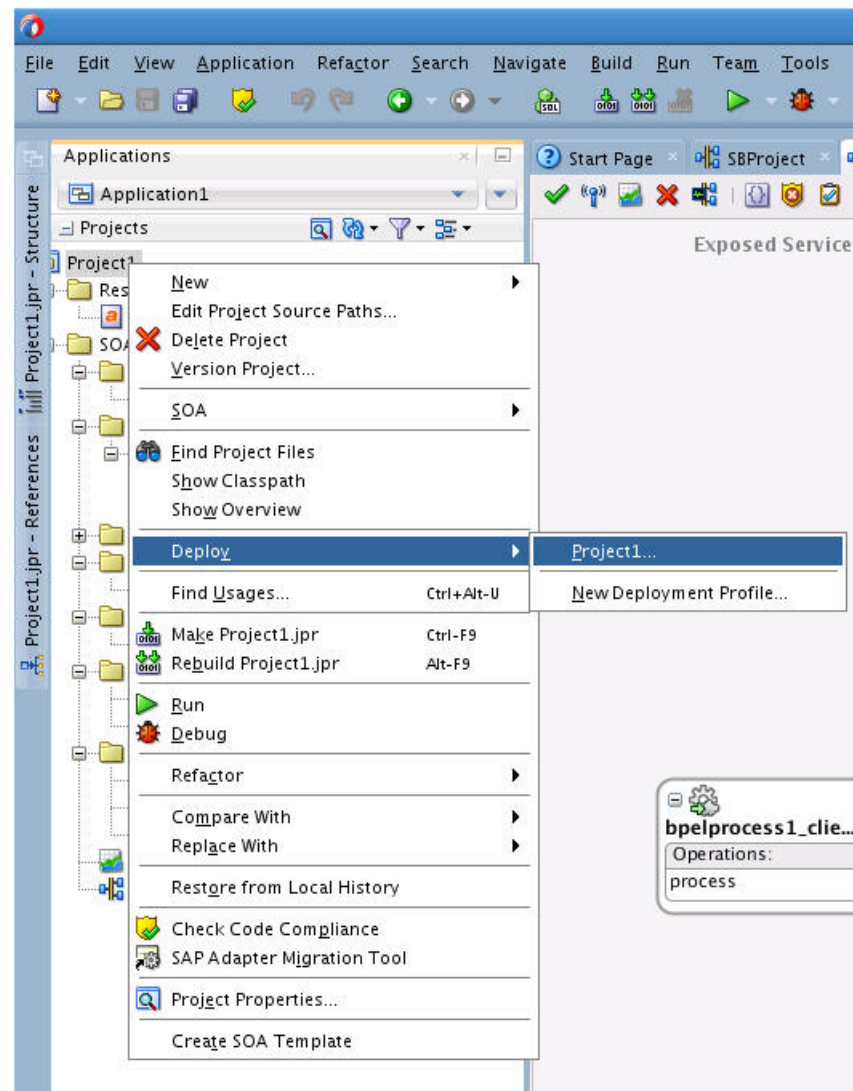 File Edit View Application Refactor Search Navigate Build Run Team Tools
Applications
Start Page
SBProject
Application1
Projects
Exposed Service
Project1
Res
SOA
New
Edit Project Source Paths...
Delete Project
Version Project...
SOA
Find Project Files
Show Classpath
Show Overview
Deploy
Project1...
New Deployment Profile...
Find Usages... Ctrl+Alt-U
Make Project1.jpr Ctrl-F9
Rebuild Project1.jpr Alt-F9
Run
Debug
Refactor
Compare With
Replace With
Restore from Local History
Check Code Compliance
SAP Adapter Migration Tool
Project Properties...
Create SOA Template
bpelprocess1_clie...
Operations:
process
Project1.jpr - Structure
Project1.jpr - References